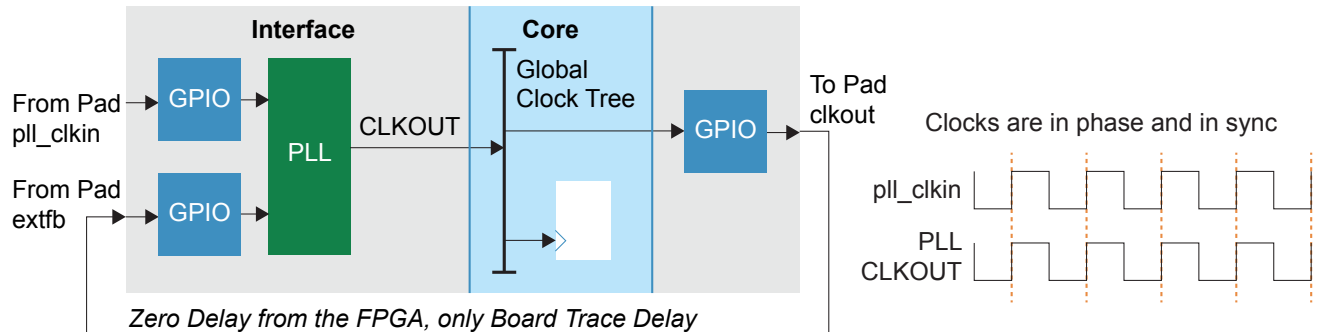 Interface
Core
From Pad
pll_clkin
GPIO
PLL
CLKOUT
Global
Clock Tree
GPIO
To Pad
clkout
From Pad
extfb
GPIO
Zero Delay from the FPGA, only Board Trace Delay
Clocks are in phase and in sync
pll_clkin
PLL
CLKOUT